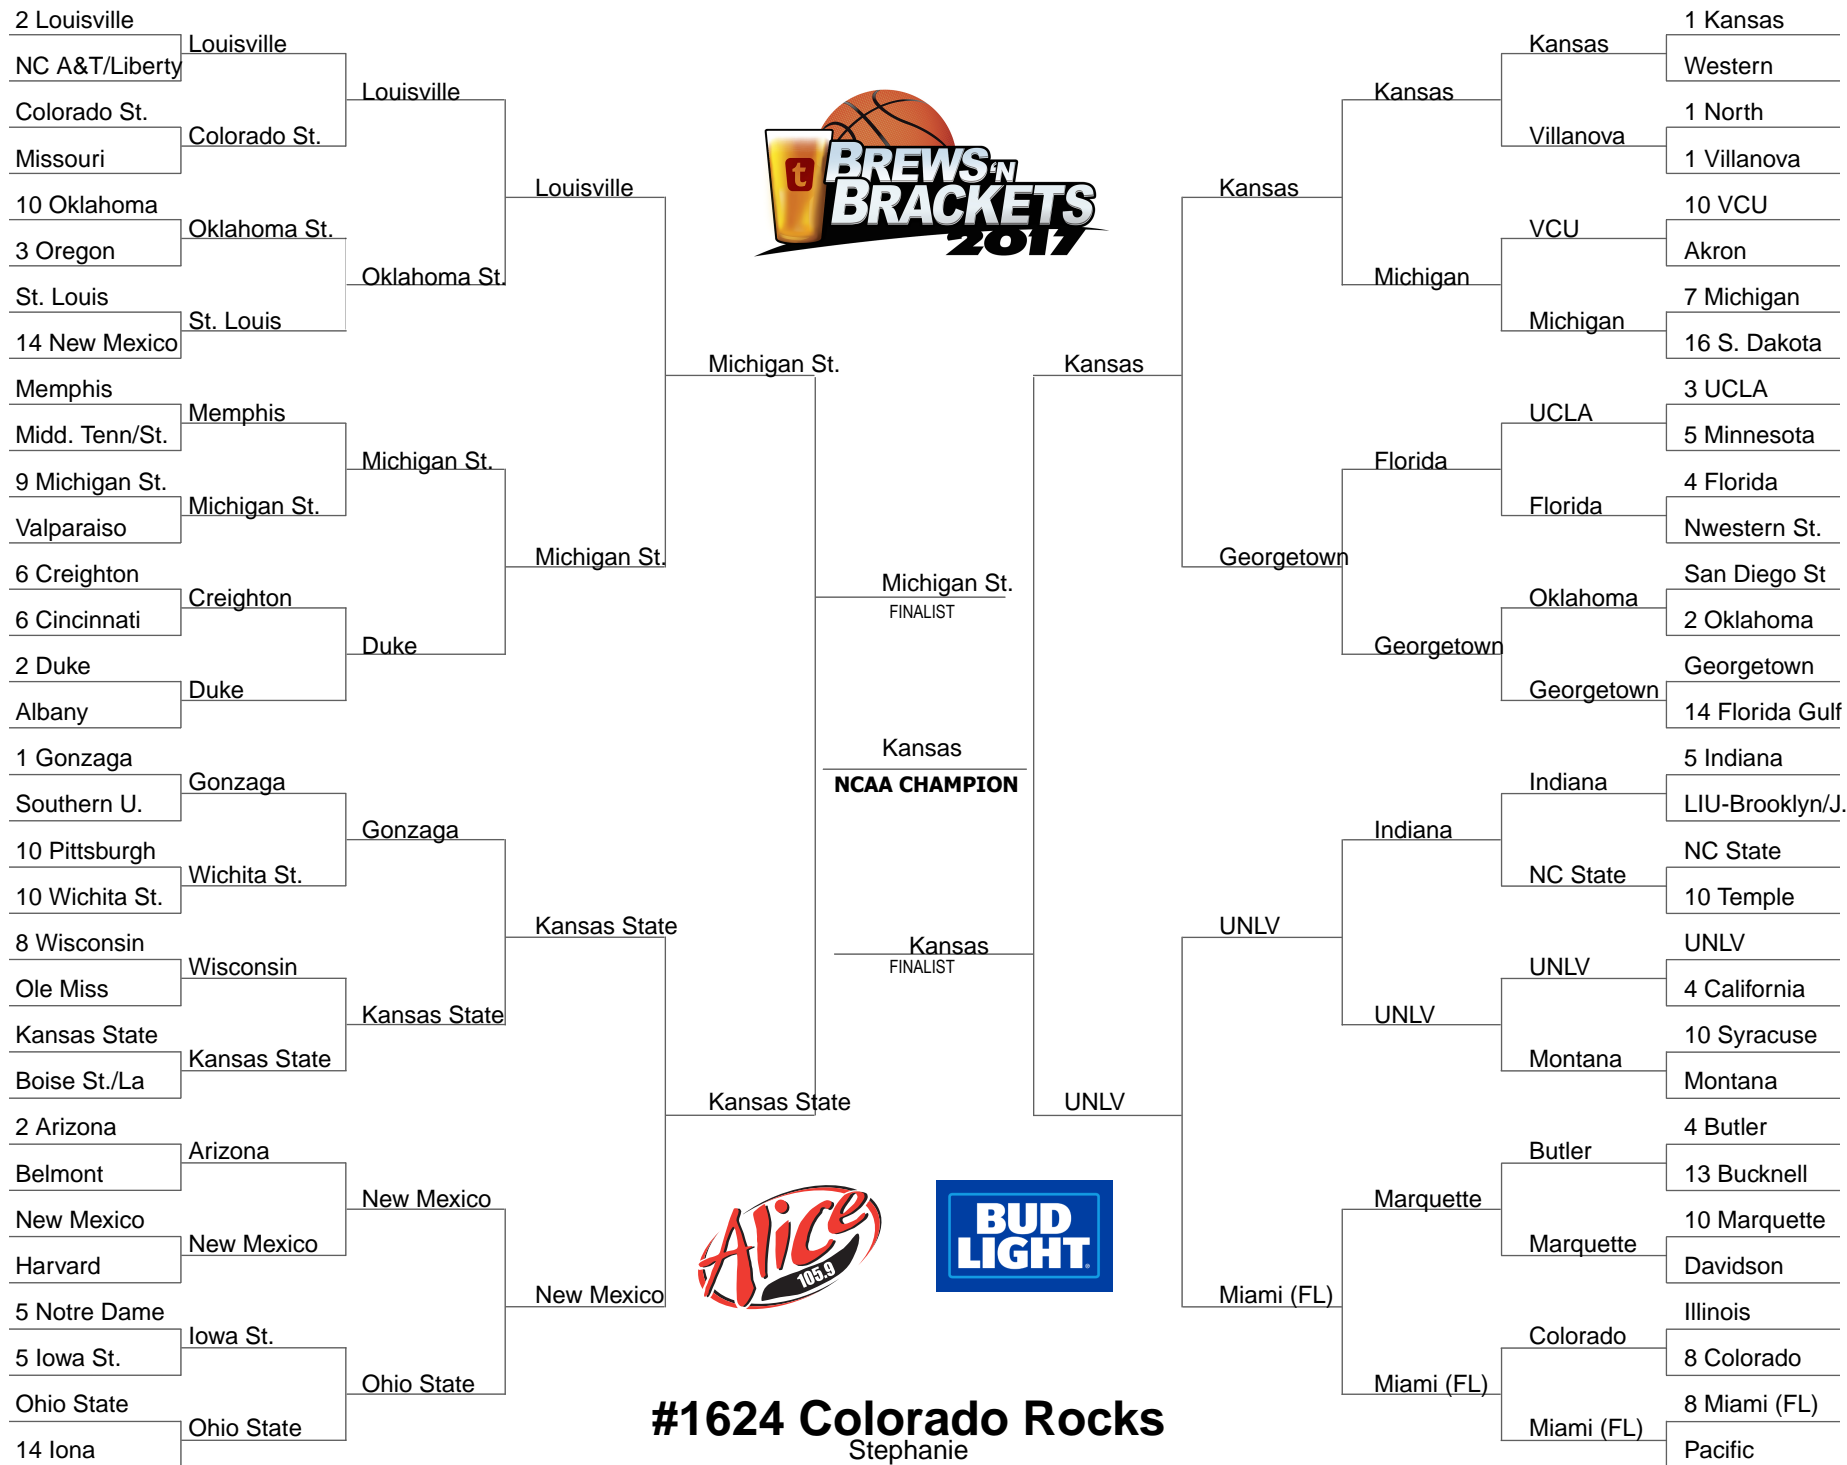 2 Louisville
NC A&T/Liberty
Colorado St.
Missouri
10 Oklahoma
3 Oregon
St. Louis
14 New Mexico
Memphis
Midd. Tenn/St.
9 Michigan St.
Valparaiso
6 Creighton
6 Cincinnati
2 Duke
Albany
1 Gonzaga
Southern U.
10 Pittsburgh
10 Wichita St.
8 Wisconsin
Ole Miss
Kansas State
Boise St./La
2 Arizona
Belmont
New Mexico
Harvard
5 Notre Dame
5 Iowa St.
Ohio State
14 Iona
Louisville
Colorado St.
Oklahoma St.
St. Louis
Memphis
Michigan St.
Creighton
Duke
Gonzaga
Wichita St.
Wisconsin
Kansas State
Arizona
New Mexico
Iowa St.
Ohio State
Louisville
Oklahoma St.
Michigan St.
Duke
Gonzaga
Kansas State
New Mexico
Ohio State
Louisville
Michigan St.
Kansas State
New Mexico
Michigan St.
Kansas State
t
BREWS 'N
BRACKETS
2017
Michigan St.
FINALIST
Kansas
NCAA CHAMPION
Kansas
FINALIST
Alice
105.9
BUD
LIGHT
#1624 Colorado Rocks
Stephanie
Kansas
UNLV
Kansas
Georgetown
UNLV
Miami (FL)
Kansas
Michigan
Florida
Georgetown
Indiana
UNLV
Marquette
Miami (FL)
Kansas
Villanova
VCU
Michigan
UCLA
Florida
Oklahoma
Georgetown
Indiana
NC State
UNLV
Montana
Butler
Marquette
Colorado
Miami (FL)
1 Kansas
Western
1 North
1 Villanova
10 VCU
Akron
7 Michigan
16 S. Dakota
3 UCLA
5 Minnesota
4 Florida
Nwestern St.
San Diego St
2 Oklahoma
Georgetown
14 Florida Gulf
5 Indiana
LIU-Brooklyn/J.
NC State
10 Temple
UNLV
4 California
10 Syracuse
Montana
4 Butler
13 Bucknell
10 Marquette
Davidson
Illinois
8 Colorado
8 Miami (FL)
Pacific